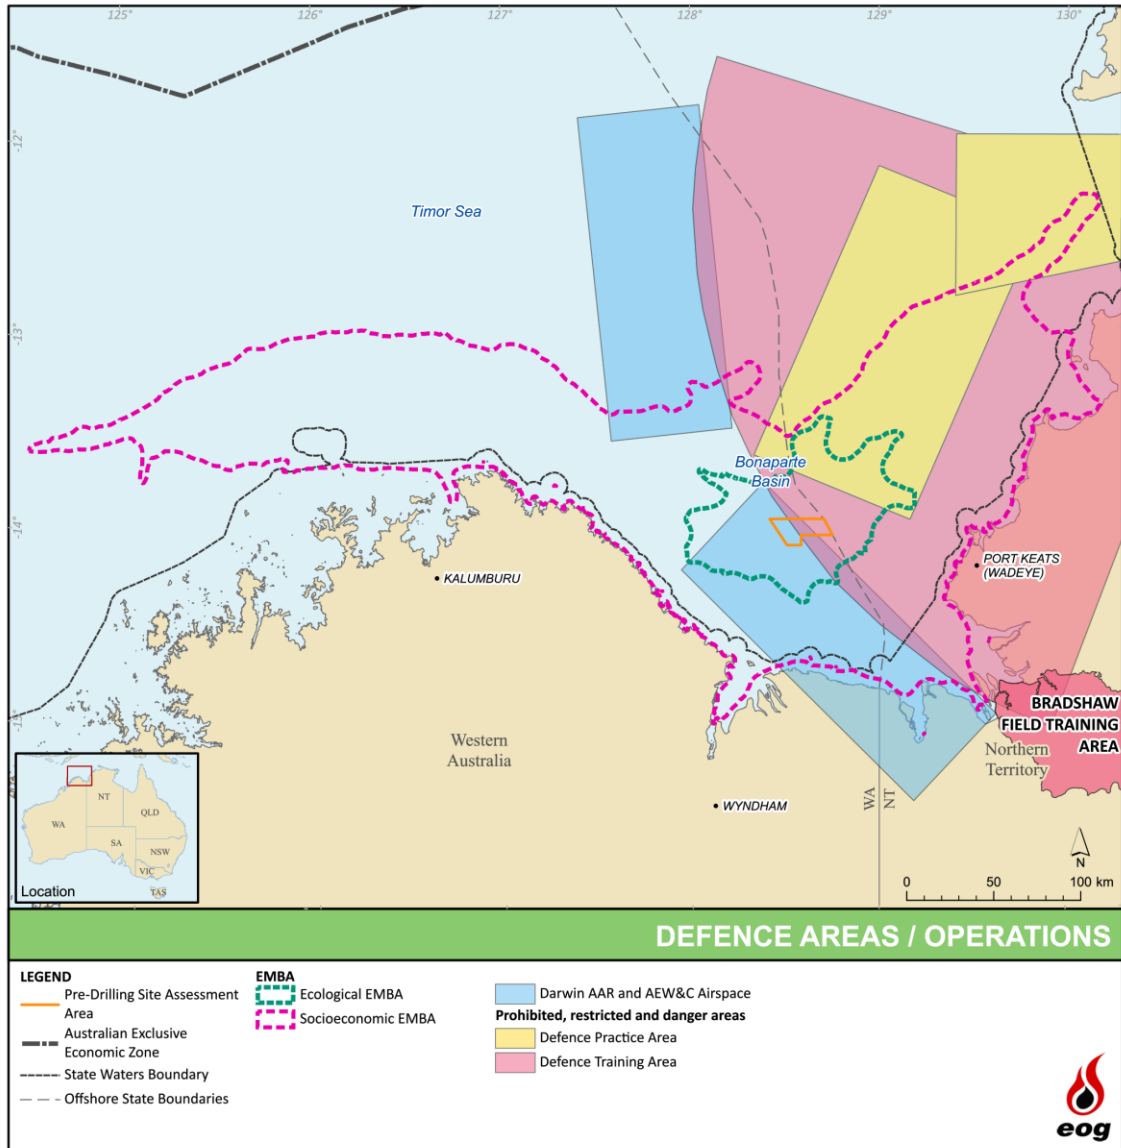 125°
126°
127°
128°
129°
130°
-12°
Timor Sea
-13°
Bonaparte
Basin
-14°
KALUMBURU
PORT KEATS
(WADEYE)
BRADSHAW
FIELD TRAINING
AREA
Western
Australia
Northern
Territory
WA
NT
WYNDHAM
WA
NT
QLD
SA
NSW
VIC
TAS
Location
N
0 50 100 km
DEFENCE AREAS / OPERATIONS
LEGEND
Pre-Drilling Site Assessment
Area
Australian Exclusive
Economic Zone
State Waters Boundary
Offshore State Boundaries
EMBA
Ecological EMBA
Socioeconomic EMBA
Darwin AAR and AEW&C Airspace
Prohibited, restricted and danger areas
Defence Practice Area
Defence Training Area
eog